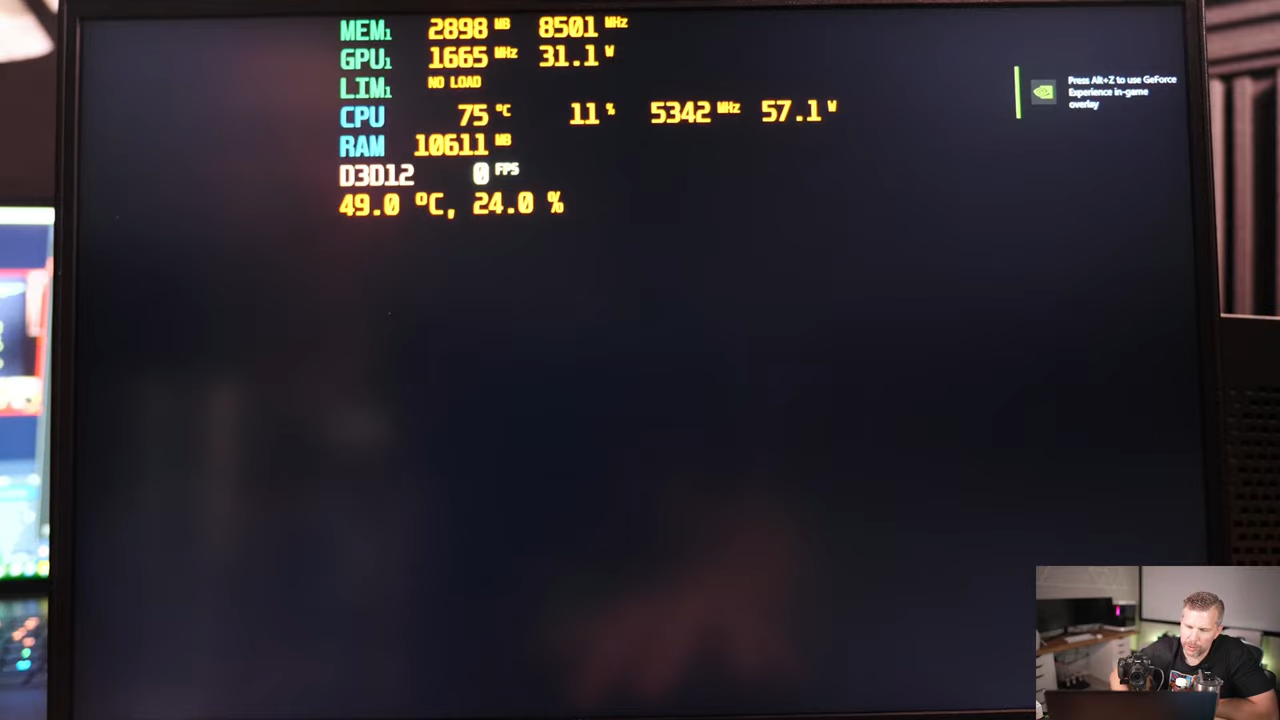 MEM1 2898 MB 8501 MHz
GPU1 1665 MHz 31.1 W
LIM1 NO LOAD
CPU 75 °C 11 % 5342 MHz 57.1 W
RAM 10611 MB
D3D12 0 FPS
49.0 °C, 24.0 %
Press Alt+Z to use GeForce
Experience in-game
overlay